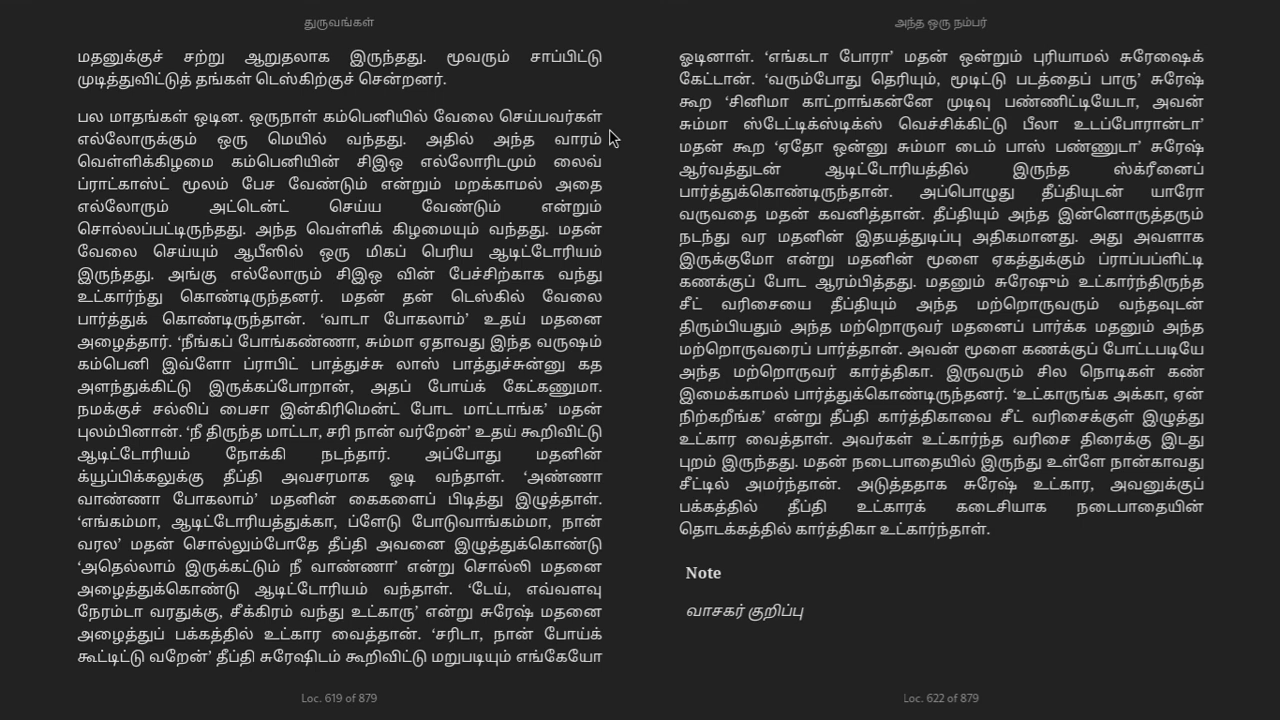 துருவங்கள்
மதனுக்குச் சற்று ஆறுதலாக இருந்தது. மூவரும் சாப்பிட்டு
முடித்துவிட்டுத் தங்கள் டெஸ்கிற்குச் சென்றனர்.
பல மாதங்கள் ஒடின. ஒருநாள் கம்பெனியில் வேலை செய்பவர்கள்
எல்லோருக்கும் ஒரு மெயில் வந்தது. அதில் அந்த வாரம்
வெள்ளிக்கிழமை கம்பெனியின் சிஇஒ எல்லோரிடமும் லைவ்
ப்ராட்காஸ்ட் மூலம் பேச வேண்டும் என்றும் மறக்காமல் அதை
எல்லோரும் அட்டென்ட் செய்ய வேண்டும் என்றும்
சொல்லப்பட்டிருந்தது. அந்த வெள்ளிக் கிழமையும் வந்தது. மதன்
வேலை செய்யும் ஆபீஸில் ஒரு மிகப் பெரிய ஆடிட்டோரியம்
இருந்தது. அங்கு எல்லோரும் சிஇஒ வின் பேச்சிற்காக வந்து
உட்கார்ந்து கொண்டிருந்தனர். மதன் தன் டெஸ்கில் வேலை
பார்த்துக் கொண்டிருந்தான். ‘வாடா போகலாம்’ உதய் மதனை
அழைத்தார். ‘நீங்கப் போங்கண்ணா, சும்மா ஏதாவது இந்த வருஷம்
கம்பெனி இவ்ளோ ப்ராபிட் பாத்துச்சு லாஸ் பாத்துச்சுன்னு கத
அளந்துக்கிட்டு இருக்கப்போறான், அதப் போய்க் கேட்கணுமா.
நமக்குச் சல்லிப் பைசா இன்கிரிமென்ட் போட மாட்டாங்க’ மதன்
புலம்பினான். ‘நீ திருந்த மாட்டா, சரி நான் வர்றேன்’ உதய் கூறிவிட்டு
ஆடிட்டோரியம் நோக்கி நடந்தார். அப்போது மதனின்
க்யூப்பிக்கலுக்கு தீப்தி அவசரமாக ஓடி வந்தாள். ‘அண்ணா
வாண்ணா போகலாம்’ மதனின் கைகளைப் பிடித்து இழுத்தாள்.
‘எங்கம்மா, ஆடிட்டோரியத்துக்கா, ப்ளேடு போடுவாங்கம்மா, நான்
வரல’ மதன் சொல்லும்போதே தீப்தி அவனை இழுத்துக்கொண்டு
‘அதெல்லாம் இருக்கட்டும் நீ வாண்ணா’ என்று சொல்லி மதனை
அழைத்துக்கொண்டு ஆடிட்டோரியம் வந்தாள். ‘டேய், எவ்வளவு
நேரம்டா வரதுக்கு, சீக்கிரம் வந்து உட்காரு’ என்று சுரேஷ் மதனை
அழைத்துப் பக்கத்தில் உட்கார வைத்தான். ‘சரிடா, நான் போய்க்
கூட்டிட்டு வறேன்’ தீப்தி சுரேஷிடம் கூறிவிட்டு மறுபடியும் எங்கேயோ
Loc. 619 of 879
அந்த ஒரு நம்பர்
ஓடினாள். ‘எங்கடா போரா’ மதன் ஒன்றும் புரியாமல் சுரேஷைக்
கேட்டான். ‘வரும்போது தெரியும், மூடிட்டு படத்தைப் பாரு’ சுரேஷ்
கூற ‘சினிமா காட்றாங்கன்னே முடிவு பண்ணிட்டியேடா, அவன்
சும்மா ஸ்டேட்டிக்ஸ்டிக்ஸ் வெச்சிக்கிட்டு பீலா உடப்போரான்டா’
மதன் கூற ‘ஏதோ ஒன்னு சும்மா டைம் பாஸ் பண்ணுடா’ சுரேஷ்
ஆர்வத்துடன் ஆடிட்டோரியத்தில் இருந்த ஸ்க்ரீனைப்
பார்த்துக்கொண்டிருந்தான். அப்பொழுது தீப்தியுடன் யாரோ
வருவதை மதன் கவனித்தான். தீப்தியும் அந்த இன்னொருத்தரும்
நடந்து வர மதனின் இதயத்துடிப்பு அதிகமானது. அது அவளாக
இருக்குமோ என்று மதனின் மூளை ஏகத்துக்கும் ப்ராப்பப்ளிட்டி
கணக்குப் போட ஆரம்பித்தது. மதனும் சுரேஷும் உட்கார்ந்திருந்த
சீட் வரிசையை தீப்தியும் அந்த மற்றொருவரும் வந்தவுடன்
திரும்பியதும் அந்த மற்றொருவர் மதனைப் பார்க்க மதனும் அந்த
மற்றொருவரைப் பார்த்தான். அவன் மூளை கணக்குப் போட்டபடியே
அந்த மற்றொருவர் கார்த்திகா. இருவரும் சில நொடிகள் கண்
இமைக்காமல் பார்த்துக்கொண்டிருந்தனர். ‘உட்காருங்க அக்கா, ஏன்
நிற்கறீங்க’ என்று தீப்தி கார்த்திகாவை சீட் வரிசைக்குள் இழுத்து
உட்கார வைத்தாள். அவர்கள் உட்கார்ந்த வரிசை திரைக்கு இடது
புறம் இருந்தது. மதன் நடைபாதையில் இருந்து உள்ளே நான்காவது
சீட்டில் அமர்ந்தான். அடுத்ததாக சுரேஷ் உட்கார, அவனுக்குப்
பக்கத்தில் தீப்தி உட்காரக் கடைசியாக நடைபாதையின்
தொடக்கத்தில் கார்த்திகா உட்கார்ந்தாள்.
Note
வாசகர் குறிப்பு
Loc. 622 of 879